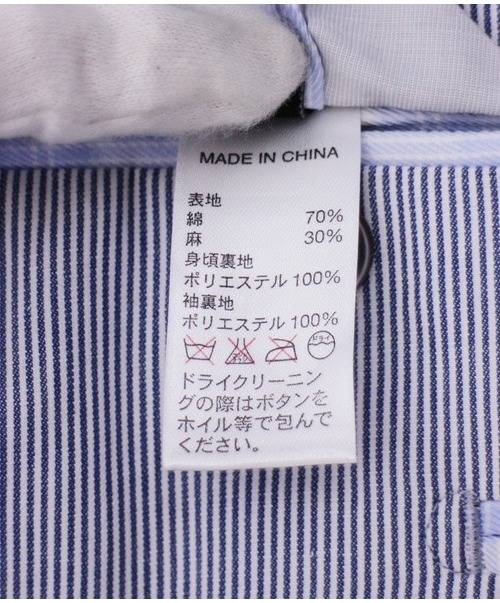 MADE IN CHINA
表地
綿 70%
麻 30%
身頃裏地
ポリエステル 100%
袖裏地
ポリエステル 100%
ドライ
ドライクリーニン
グの際はボタンを
ホイル等で包んで
ください。